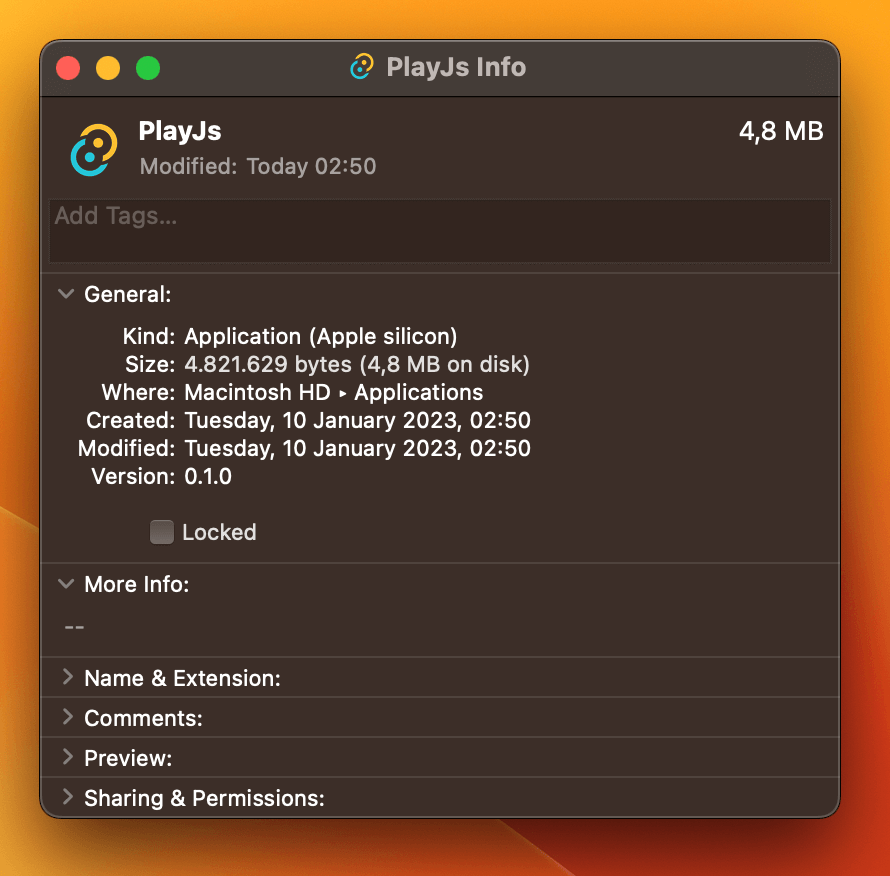 PlayJs Info
PlayJs
4,8 MB
Modified: Today 02:50
Add Tags...
General:
Kind: Application (Apple silicon)
Size: 4.821.629 bytes (4,8 MB on disk)
Where: Macintosh HD ▸ Applications
Created: Tuesday, 10 January 2023, 02:50
Modified: Tuesday, 10 January 2023, 02:50
Version: 0.1.0
Locked
More Info:
--
Name & Extension:
Comments:
Preview:
Sharing & Permissions: